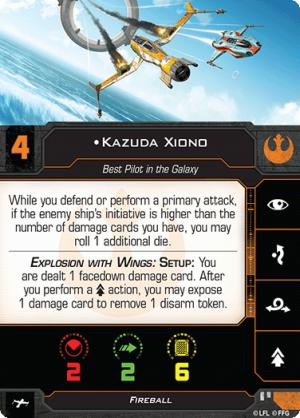 •Kazuda Xiono
4
Best Pilot in the Galaxy
While you defend or perform a primary attack,
if the enemy ship's initiative is higher than the
number of damage cards you have, you may
roll 1 additional die.
Explosion with Wings: Setup: You
are dealt 1 facedown damage card. After
you perform a action, you may expose
1 damage card to remove 1 disarm token.
2 2 6
Fireball
© LFL © FFG